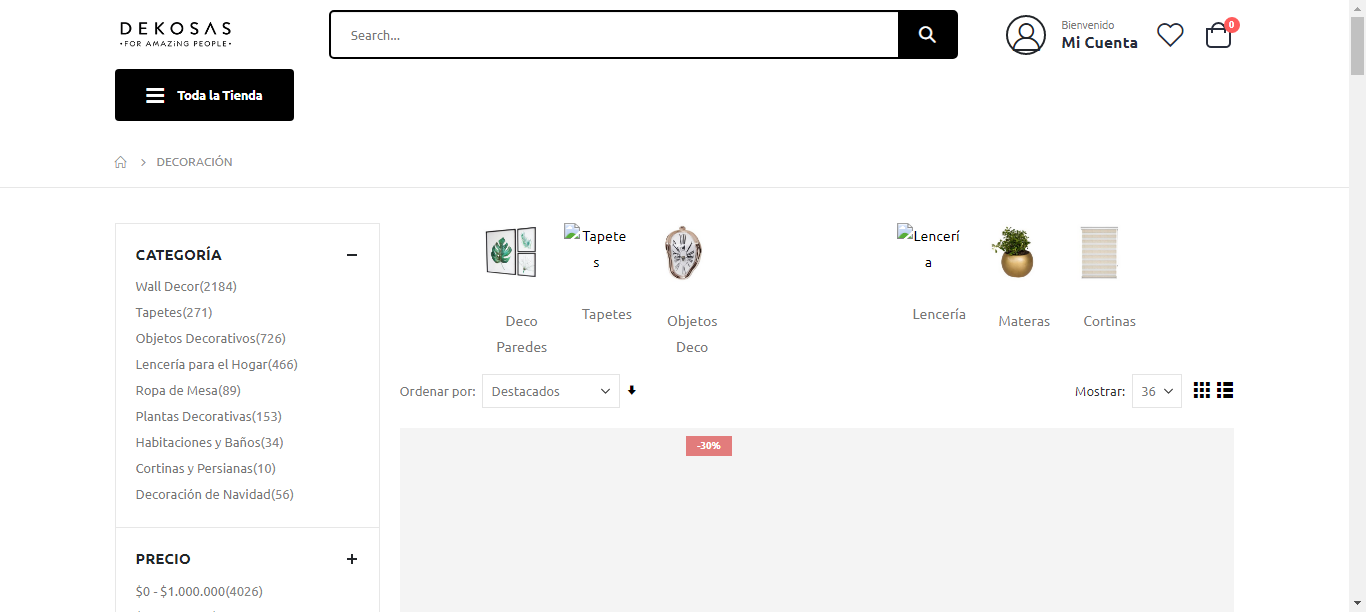 DEKOSAS
•FOR AMAZING PEOPLE•
Search...
Bienvenido
Mi Cuenta
0
Toda la Tienda
DECORACIÓN
CATEGORÍA
Wall Decor(2184)
Tapetes(271)
Objetos Decorativos(726)
Lencería para el Hogar(466)
Ropa de Mesa(89)
Plantas Decorativas(153)
Habitaciones y Baños(34)
Cortinas y Persianas(10)
Decoración de Navidad(56)
PRECIO
$0 - $1.000.000(4026)
Tapete
s
Lencerí
a
Deco
Paredes
Tapetes
Objetos
Deco
Lencería
Materas
Cortinas
Ordenar por:
Destacados
Mostrar:
36
-30%